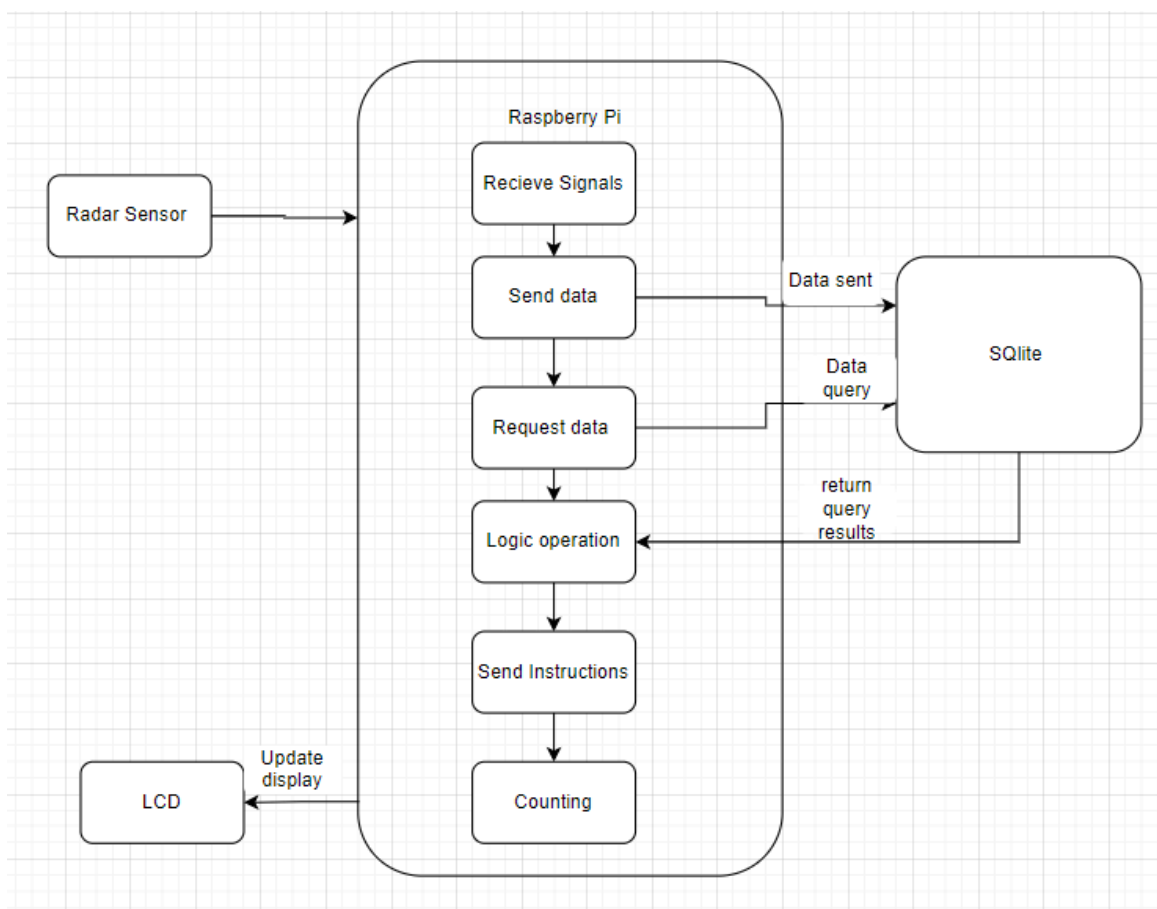 Raspberry Pi
Recieve Signals
Radar Sensor
Send data
Data sent
SQlite
Data
query
Request data
return
query
results
Logic operation
Send Instructions
Update
display
LCD
Counting